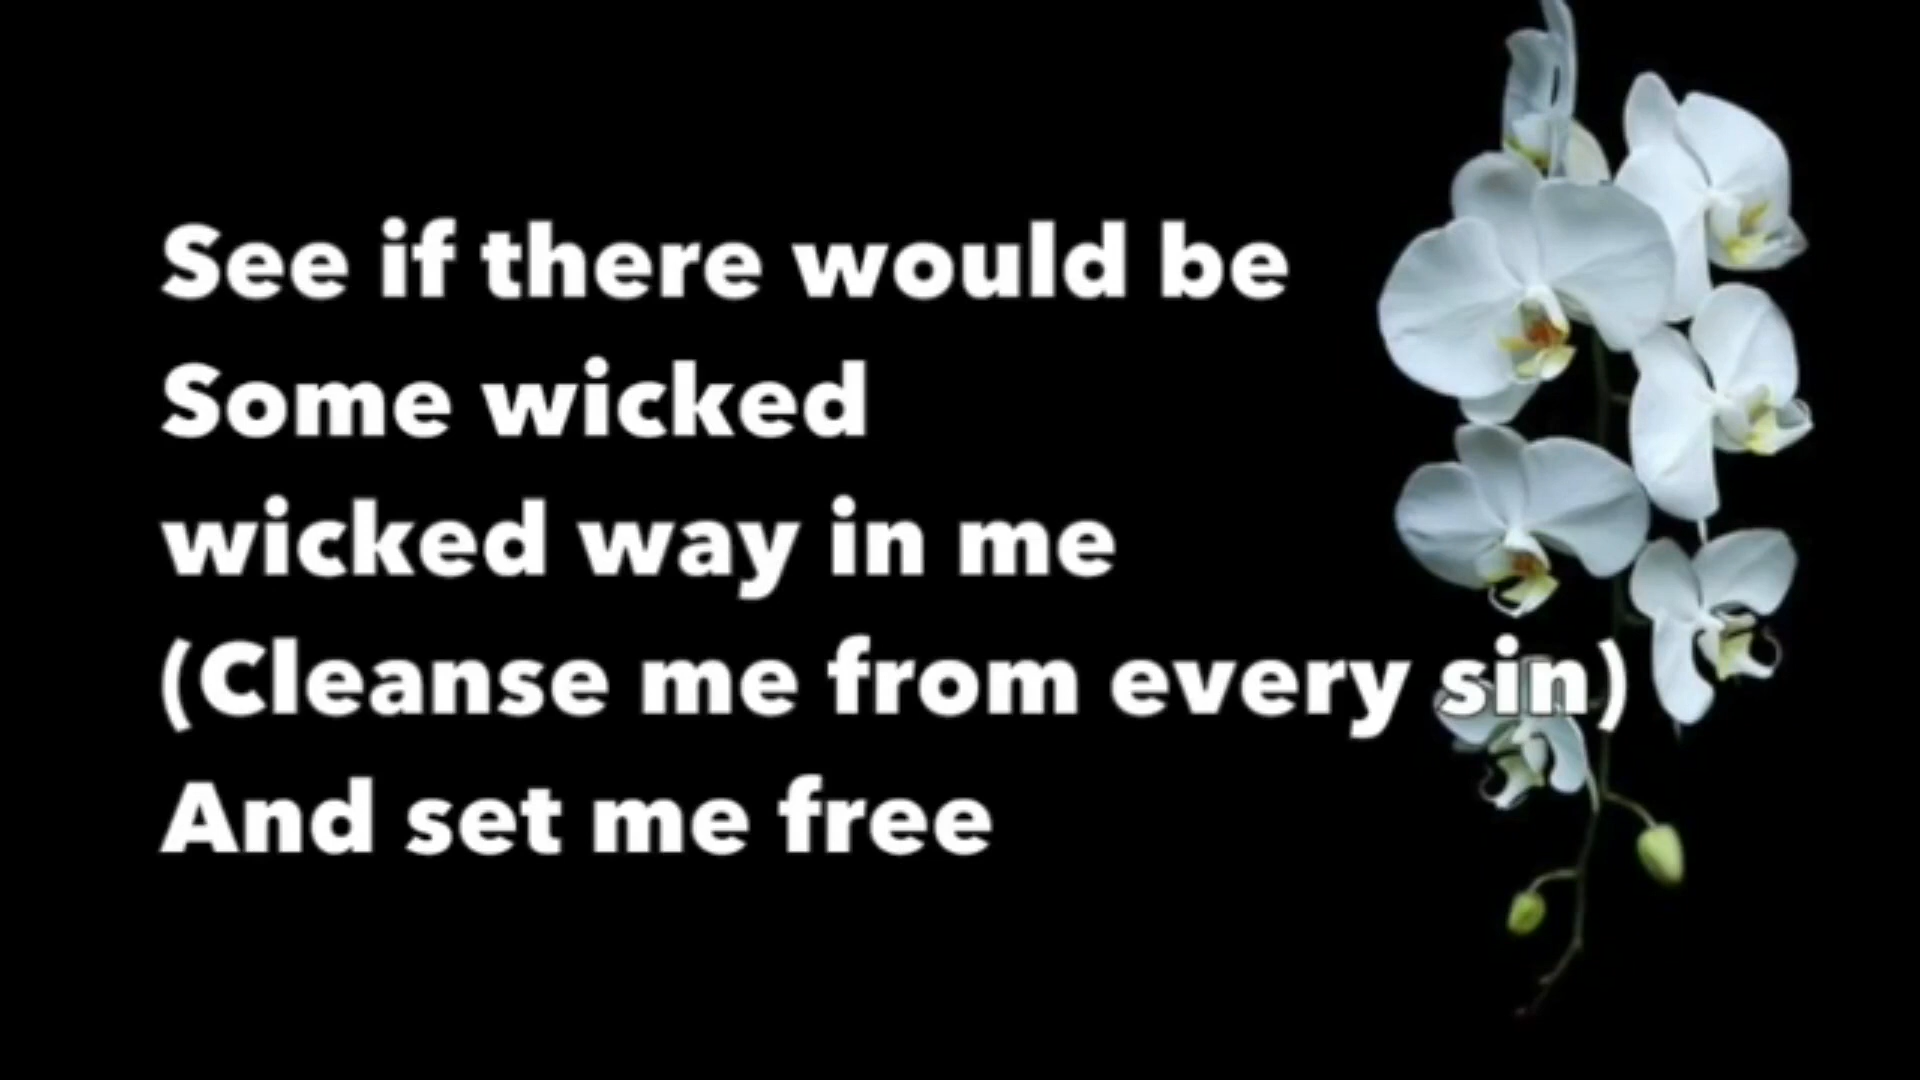 See if there would be
Some wicked
wicked way in me
(Cleanse me from every sin)
And set me free